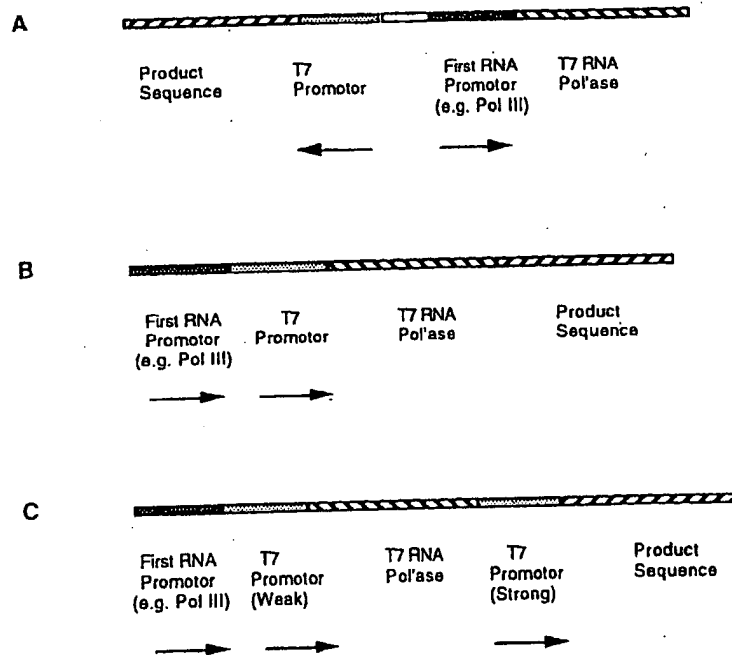 A
Product
Sequence
T7
Promotor
First RNA
Promotor
(e.g. Pol III)
T7 RNA
Pol'ase
B
First RNA
Promotor
(e.g. Pol III)
T7
Promotor
T7 RNA
Pol'ase
Product
Sequence
C
First RNA
Promotor
(e.g. Pol III)
T7
Promotor
(Weak)
T7 RNA
Pol'ase
T7
Promotor
(Strong)
Product
Sequence